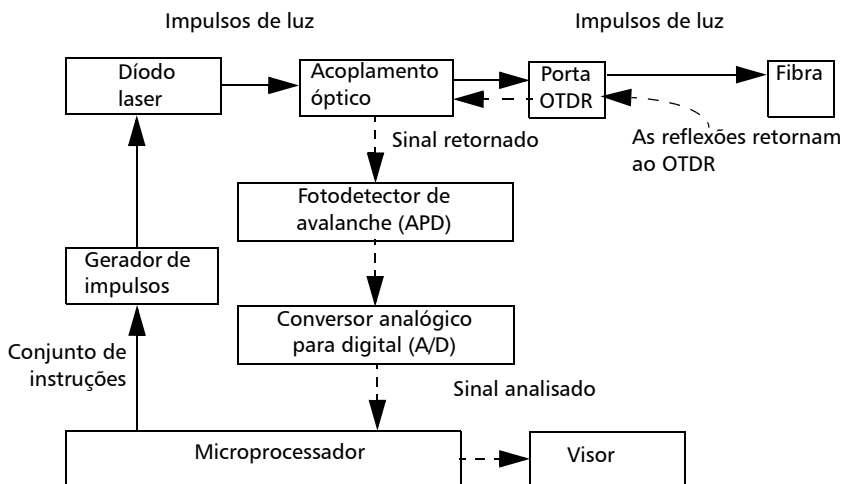 Impulsos de luz
Impulsos de luz
Díodo
laser
Acoplamento
óptico
Porta
OTDR
Fibra
Sinal retornado
As reflexões retornam
ao OTDR
Fotodetector de
avalanche (APD)
Gerador de
impulsos
Conversor analógico
para digital (A/D)
Conjunto de
instruções
Sinal analisado
Microprocessador
Visor